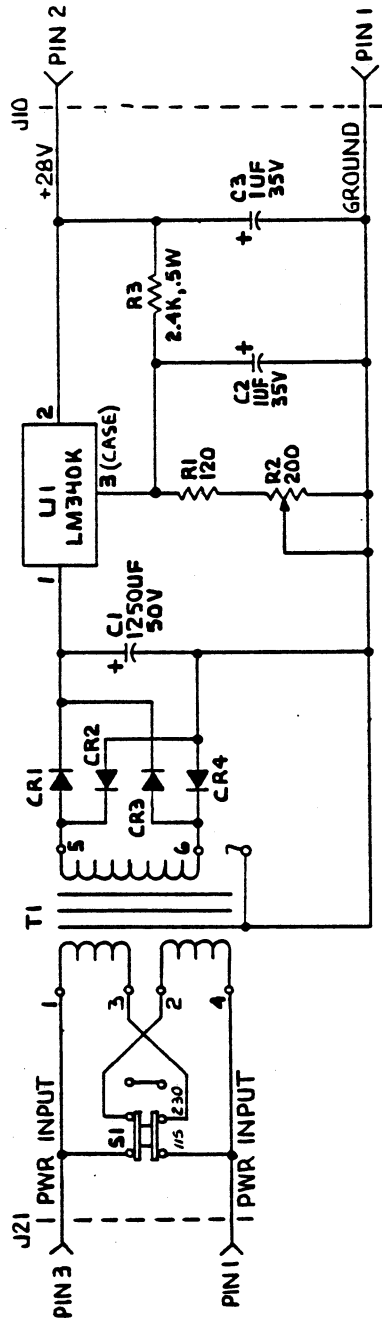 J21
PIN 3
PWR INPUT
PIN 1
PWR INPUT
S1
115
230
1
3
2
4
T1
5
6
7
CR1
CR2
CR3
CR4
+
C1
1250UF
50V
1
U1
LM340K
2
3 (CASE)
R1
120
R2
200
R3
2.4K, .5W
+
C2
1UF
35V
+
C3
1UF
35V
+28V
J10
PIN 2
GROUND
PIN 1